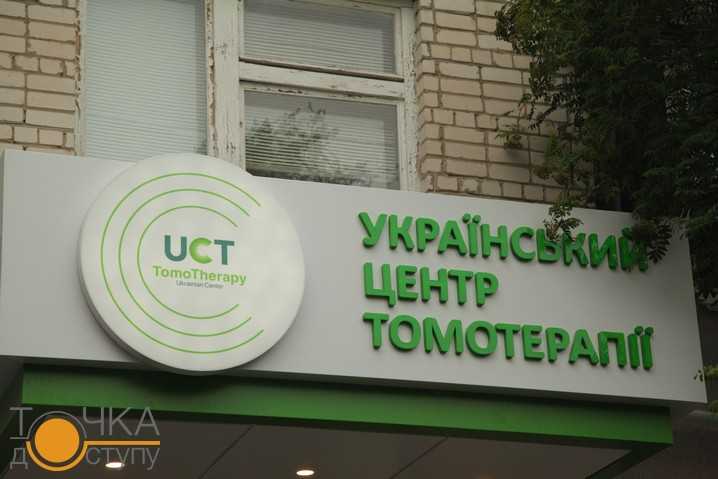 UCT
TomoTherapy
Ukrainian Center
УКРАЇНСЬКИЙ
ЦЕНТР
ТОМОТЕРАПІЇ
ТОЧКА
ДОСТУПУ